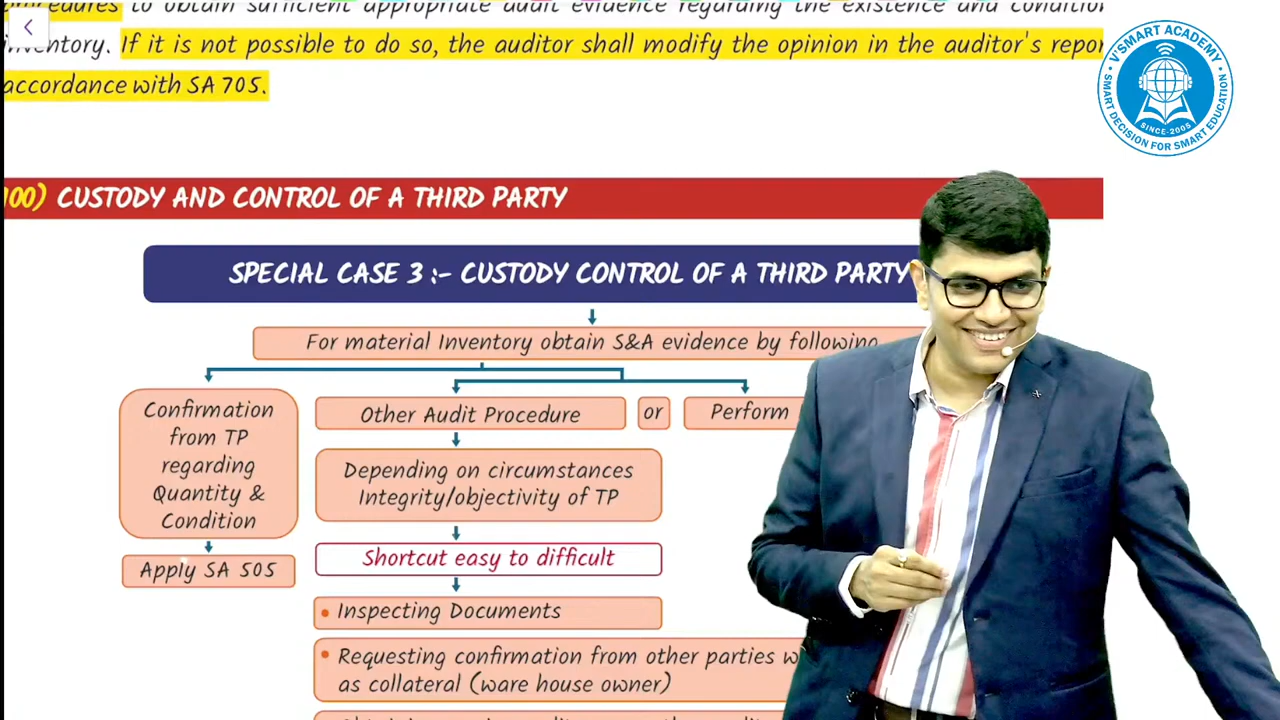 procedures to obtain sufficient appropriate audit evidence regarding the existence and condition
inventory. If it is not possible to do so, the auditor shall modify the opinion in the auditor's repor
accordance with SA 705.
V'SMART ACADEMY
SMART DECISION FOR SMART EDUCATION
SINCE-2005
100) CUSTODY AND CONTROL OF A THIRD PARTY
SPECIAL CASE 3 :- CUSTODY CONTROL OF A THIRD PARTY
For material Inventory obtain S&A evidence by following
Confirmation
from TP
regarding
Quantity &
Condition
Apply SA 505
Other Audit Procedure
or
Perform
Depending on circumstances
Integrity/objectivity of TP
Shortcut easy to difficult
• Inspecting Documents
• Requesting confirmation from other parties w
as collateral (ware house owner)